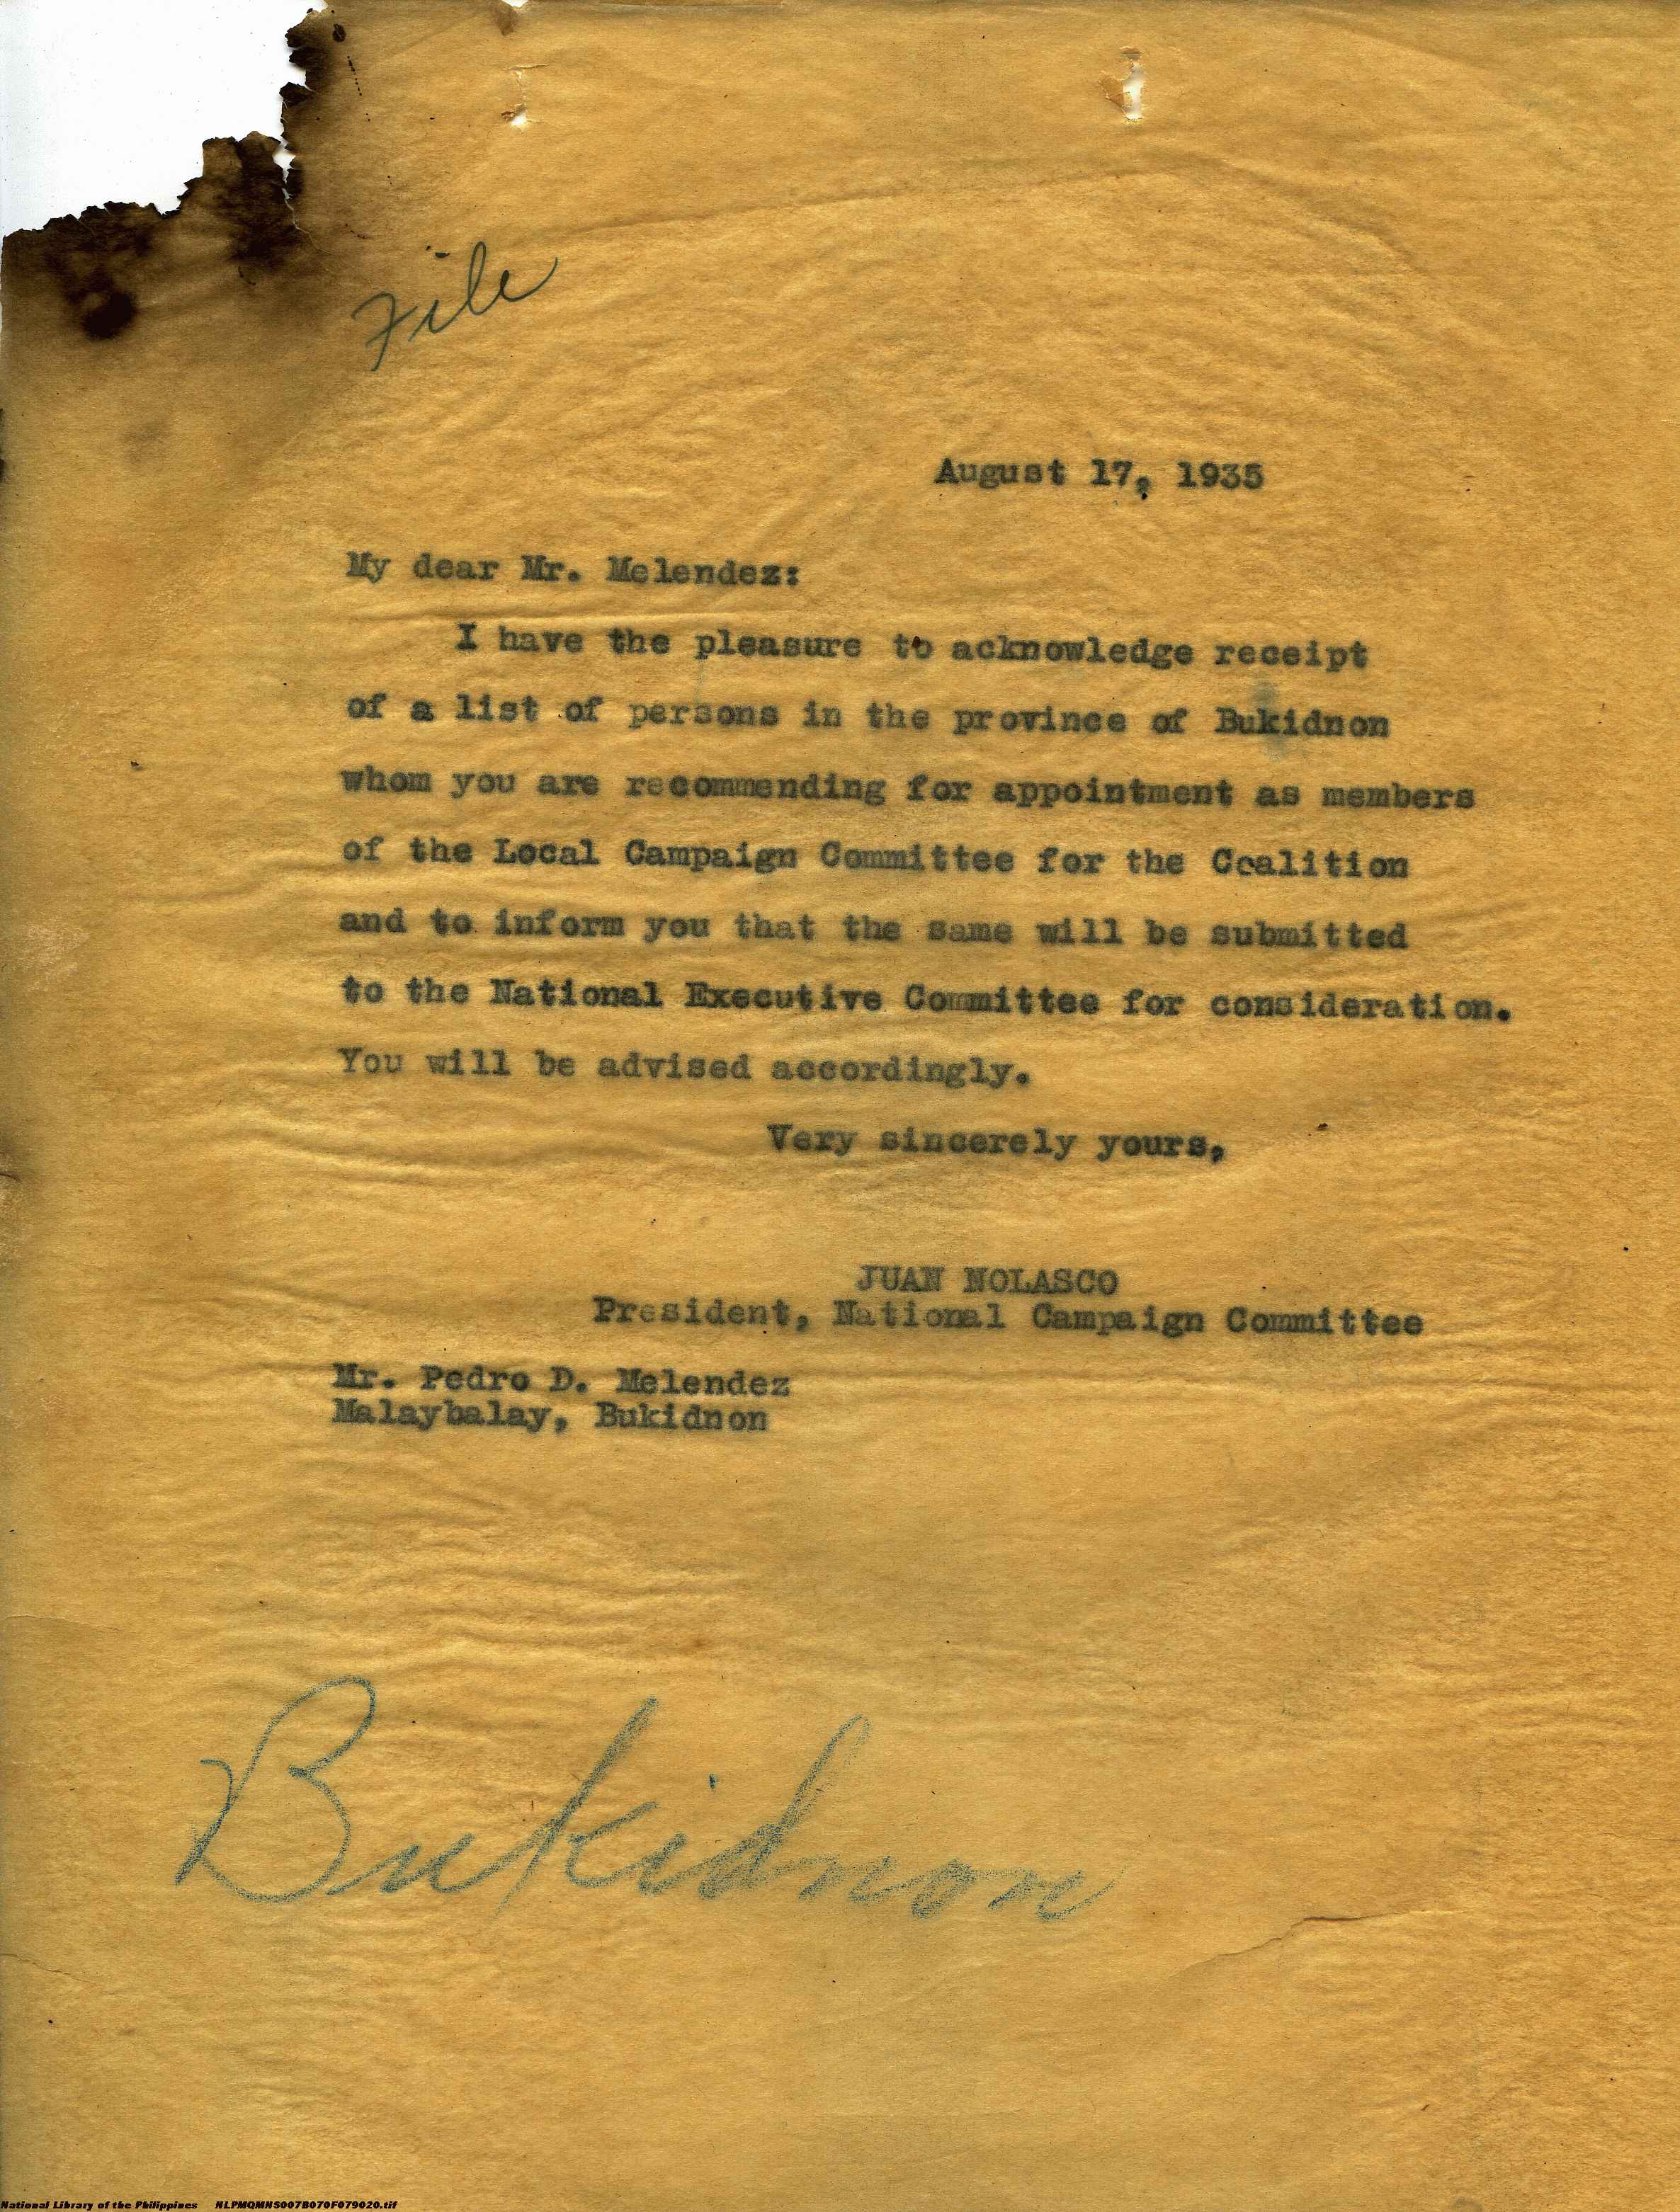 File
August 17, 1935
My dear Mr. Melendez:
I have the pleasure to acknowledge receipt
of a list of persons in the province of Bukidnon
whom you are recommending for appointment as members
of the Local Campaign Committee for the Coalition
and to inform you that the same will be submitted
to the National Executive Committee for consideration.
You will be advised accordingly.
Very sincerely yours,
JUAN NOLASCO
President, National Campaign Committee
Mr. Pedro D. Melendez
Malaybalay, Bukidnon
Bukidnon
National Library of the Philippines NLPMQMNS007B070F079020.tif